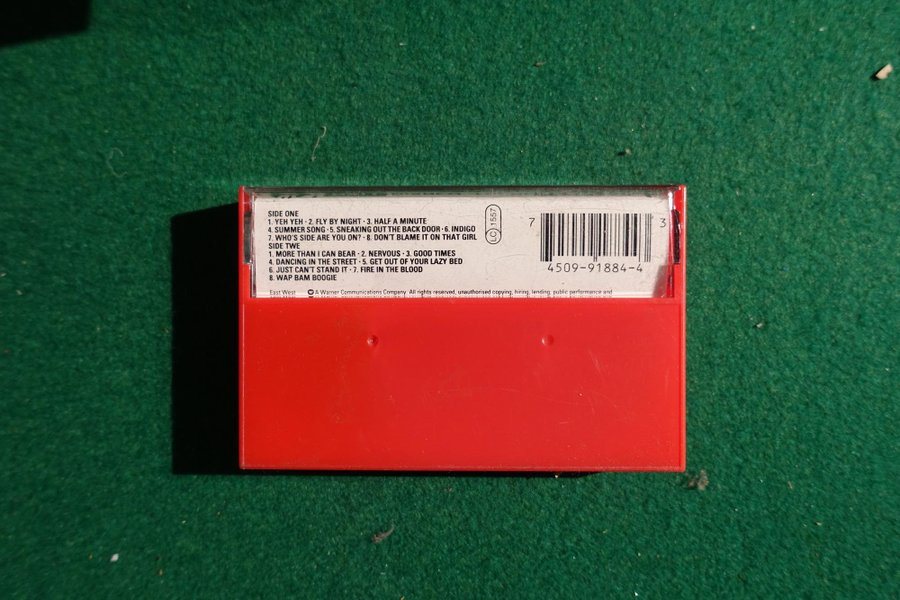 SIDE ONE
1. YEH YEH · 2. FLY BY NIGHT · 3. HALF A MINUTE
4. SUMMER SONG · 5. SNEAKING OUT THE BACK DOOR · 6. INDIGO
7. WHO'S SIDE ARE YOU ON? · 8. DON'T BLAME IT ON THAT GIRL
SIDE TWE
1. MORE THAN I CAN BEAR · 2. NERVOUS · 3. GOOD TIMES
4. DANCING IN THE STREET · 5. GET OUT OF YOUR LAZY BED
6. JUST CAN'T STAND IT · 7. FIRE IN THE BLOOD
8. WAP BAM BOOGIE
East West
A Warner Communications Company. All rights reserved, unauthorised copying, hiring, lending, public performance and
LC 1557
7 3
4509-91884-4